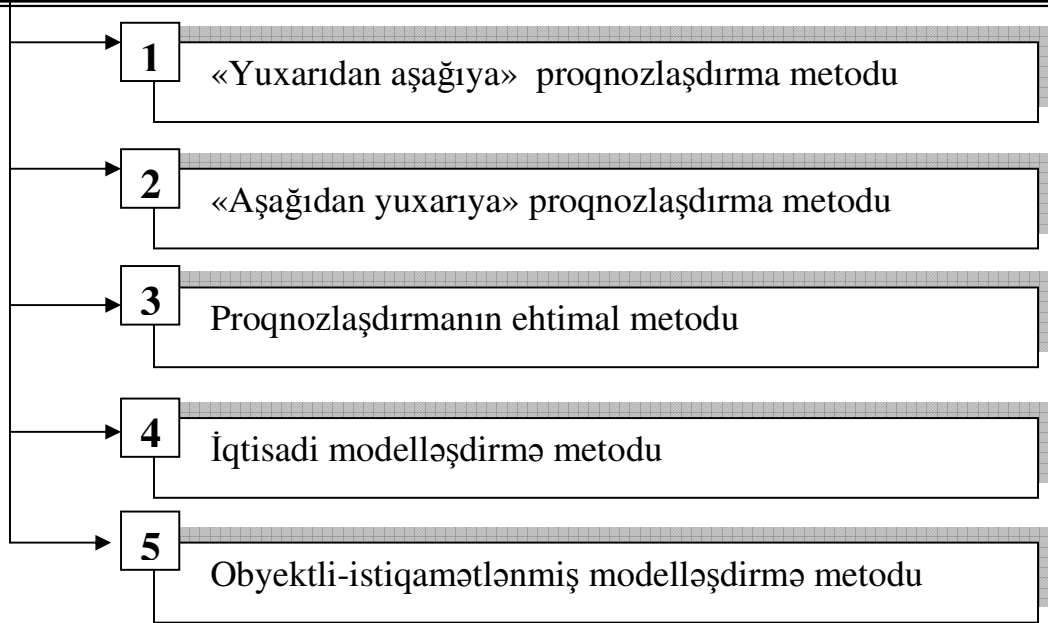 1
«Yuxarıdan aşağıya» proqnozlaşdırma metodu
2
«Aşağıdan yuxarıya» proqnozlaşdırma metodu
3
Proqnozlaşdırmanın ehtimal metodu
4
İqtisadi modelləşdirmə metodu
5
Obyektli-istiqamətlənmiş modelləşdirmə metodu